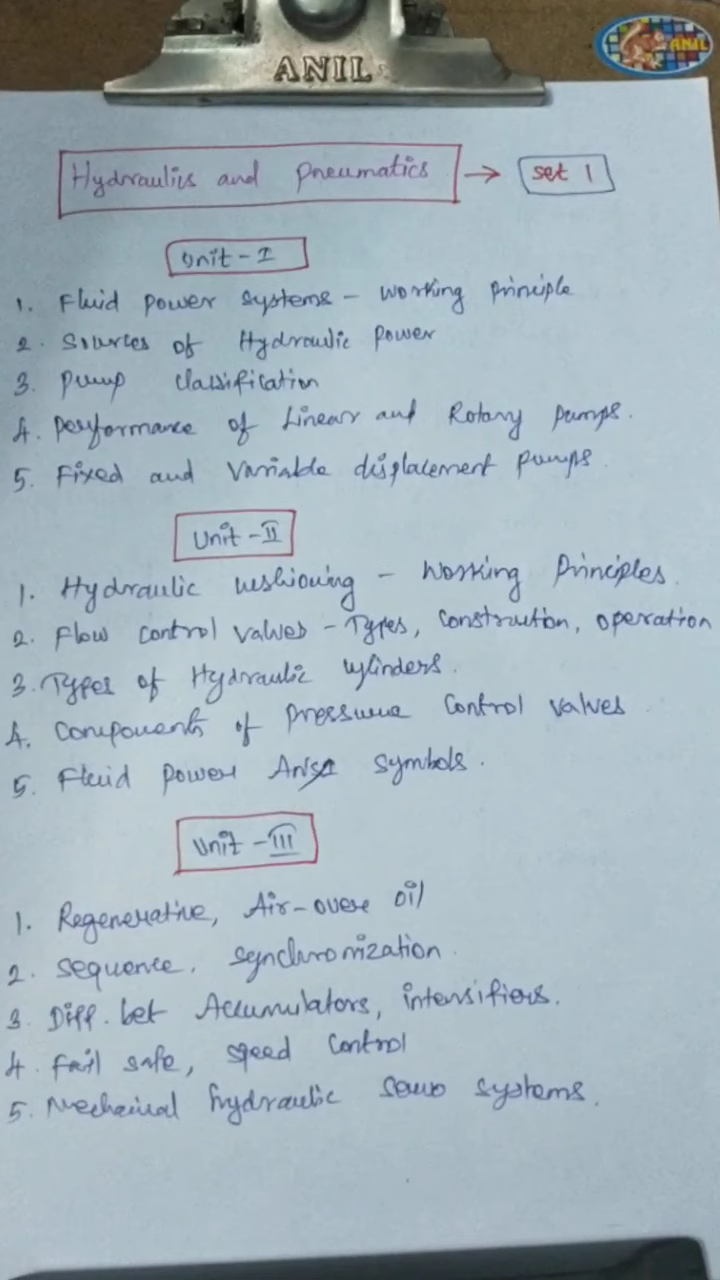 ANIL
ANIL
Hydraulics and Pneumatics → Set 1
Unit - I
1. Fluid power systems - working principle
2. Sources of Hydraulic power
3. Pump classification
4. Performance of Linear and Rotary pumps.
5. Fixed and Variable displacement pumps.
Unit - II
1. Hydraulic cushioning - Working Principles.
2. Flow control valves - Types, construction, operation
3. Types of Hydraulic cylinders.
4. Components of pressure control valves
5. Fluid power ANSI symbols.
Unit - III
1. Regenerative, Air-over oil
2. Sequence, synchronization.
3. Diff. bet Accumulators, intensifiers.
4. Fail safe, speed control
5. Mechanical hydraulic servo systems.